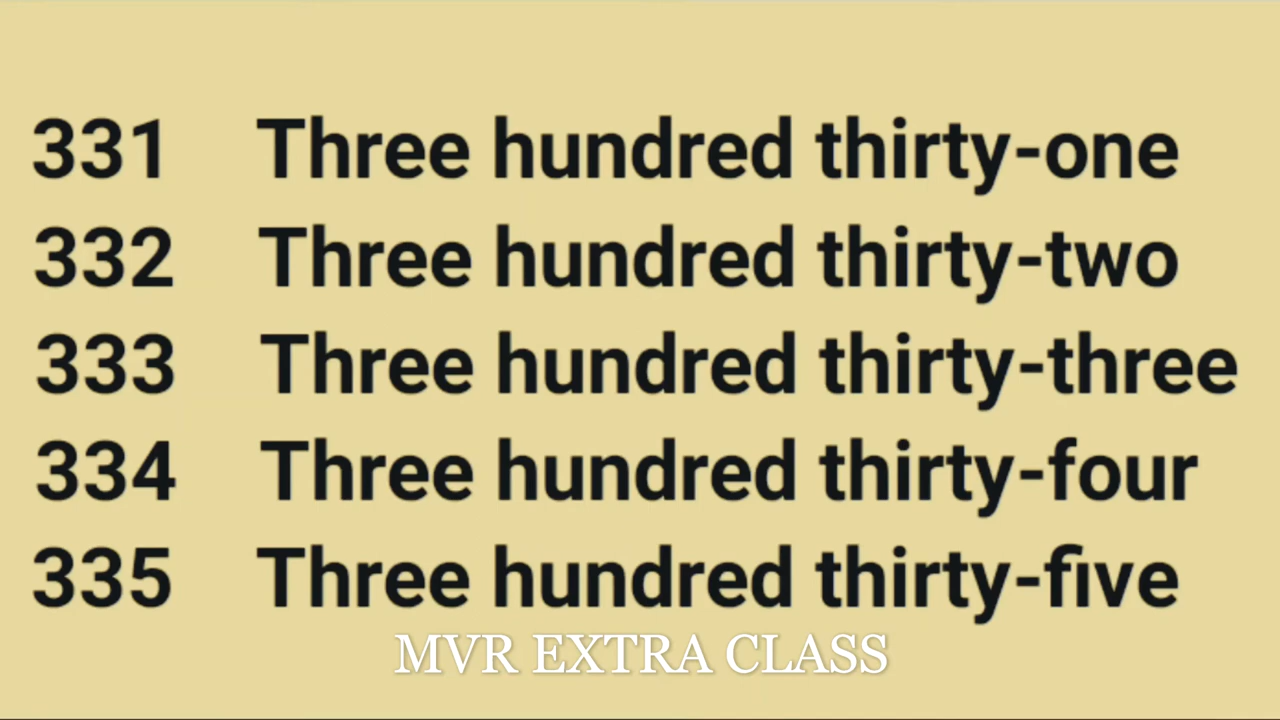 331 Three hundred thirty-one
332 Three hundred thirty-two
333 Three hundred thirty-three
334 Three hundred thirty-four
335 Three hundred thirty-five
MVR EXTRA CLASS